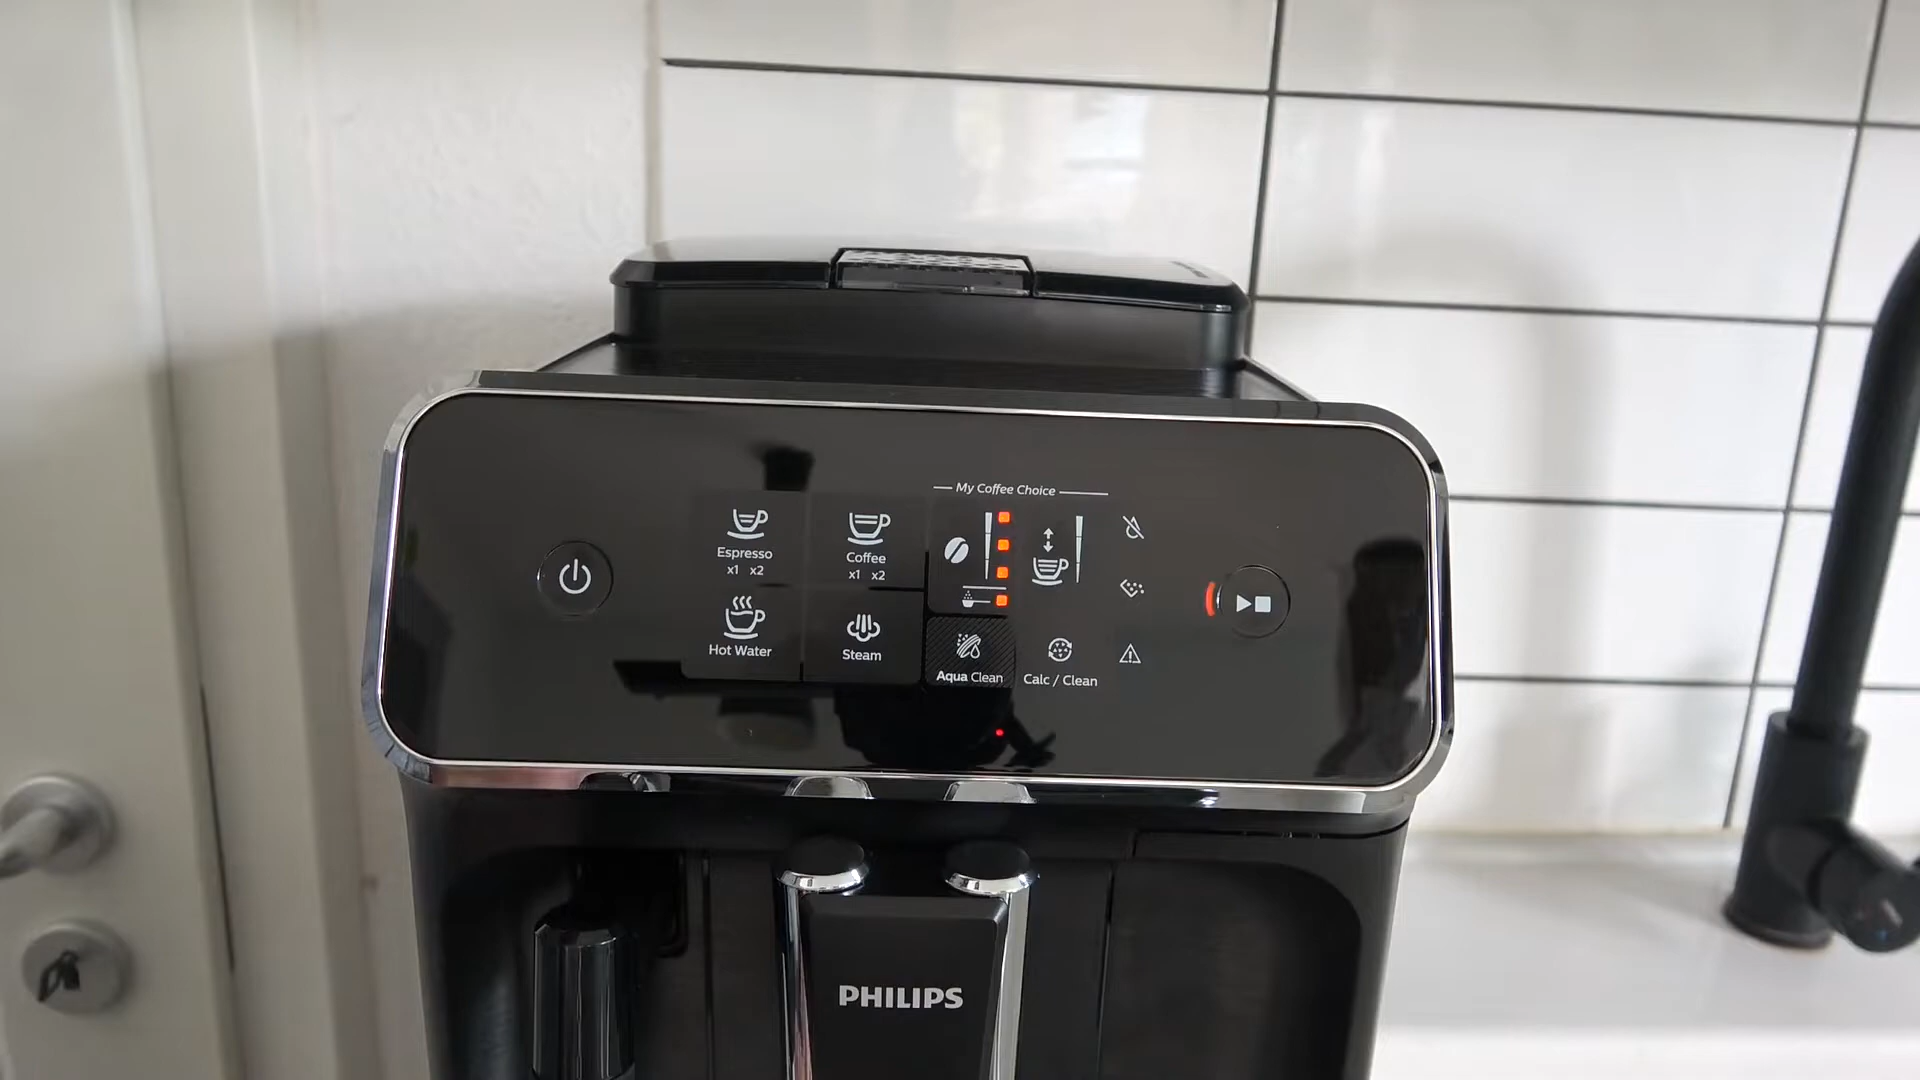 My Coffee Choice
Espresso
x1 x2
Coffee
x1 x2
Hot Water
Steam
Aqua Clean
Calc / Clean
PHILIPS